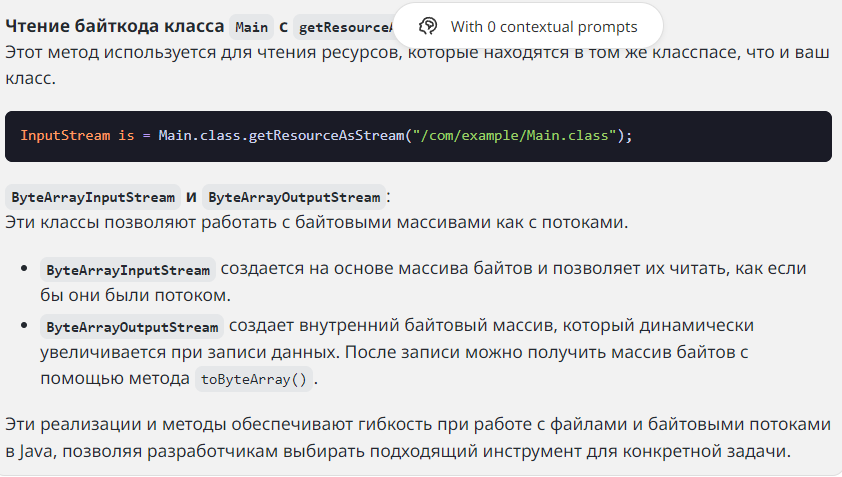 Чтение байткода класса Main с getResourceA
With 0 contextual prompts
Этот метод используется для чтения ресурсов, которые находятся в том же класспасе, что и ваш
класс.
InputStream is = Main.class.getResourceAsStream("/com/example/Main.class");
ByteArrayInputStream и ByteArrayOutputStream:
Эти классы позволяют работать с байтовыми массивами как с потоками.
ByteArrayInputStream создается на основе массива байтов и позволяет их читать, как если
бы они были потоком.
ByteArrayOutputStream создает внутренний байтовый массив, который динамически
увеличивается при записи данных. После записи можно получить массив байтов с
помощью метода toByteArray().
Эти реализации и методы обеспечивают гибкость при работе с файлами и байтовыми потоками
в Java, позволяя разработчикам выбирать подходящий инструмент для конкретной задачи.